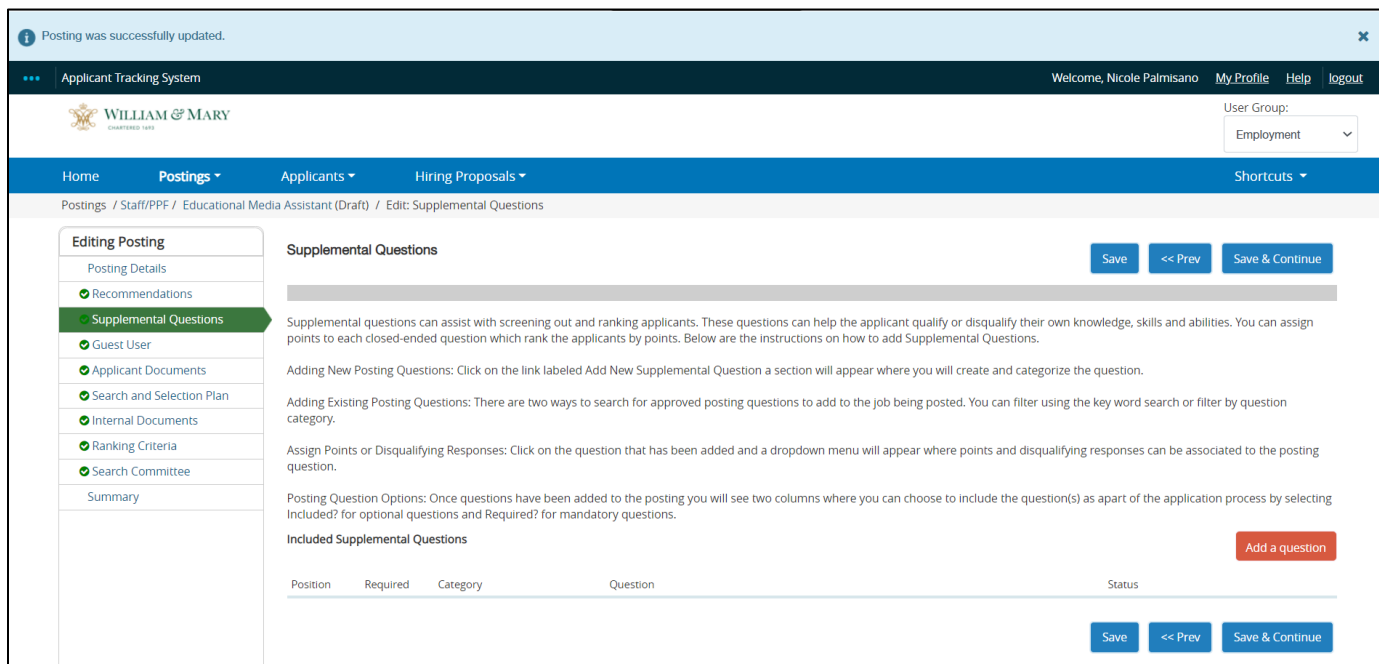 Posting was successfully updated.
Applicant Tracking System
Welcome, Nicole Palmisano My Profile Help logout
WILLIAM & MARY
CHARTERED 1693
User Group:
Employment
Home Postings Applicants Hiring Proposals Shortcuts
Postings / Staff/PPF / Educational Media Assistant (Draft) / Edit: Supplemental Questions
Editing Posting
Posting Details
Recommendations
Supplemental Questions
Guest User
Applicant Documents
Search and Selection Plan
Internal Documents
Ranking Criteria
Search Committee
Summary
Supplemental Questions
Save << Prev Save & Continue
Supplemental questions can assist with screening out and ranking applicants. These questions can help the applicant qualify or disqualify their own knowledge, skills and abilities. You can assign
points to each closed-ended question which rank the applicants by points. Below are the instructions on how to add Supplemental Questions.
Adding New Posting Questions: Click on the link labeled Add New Supplemental Question a section will appear where you will create and categorize the question.
Adding Existing Posting Questions: There are two ways to search for approved posting questions to add to the job being posted. You can filter using the key word search or filter by question
category.
Assign Points or Disqualifying Responses: Click on the question that has been added and a dropdown menu will appear where points and disqualifying responses can be associated to the posting
question.
Posting Question Options: Once questions have been added to the posting you will see two columns where you can choose to include the question(s) as apart of the application process by selecting
Included? for optional questions and Required? for mandatory questions.
Included Supplemental Questions
Add a question
Position Required Category Question Status
Save << Prev Save & Continue